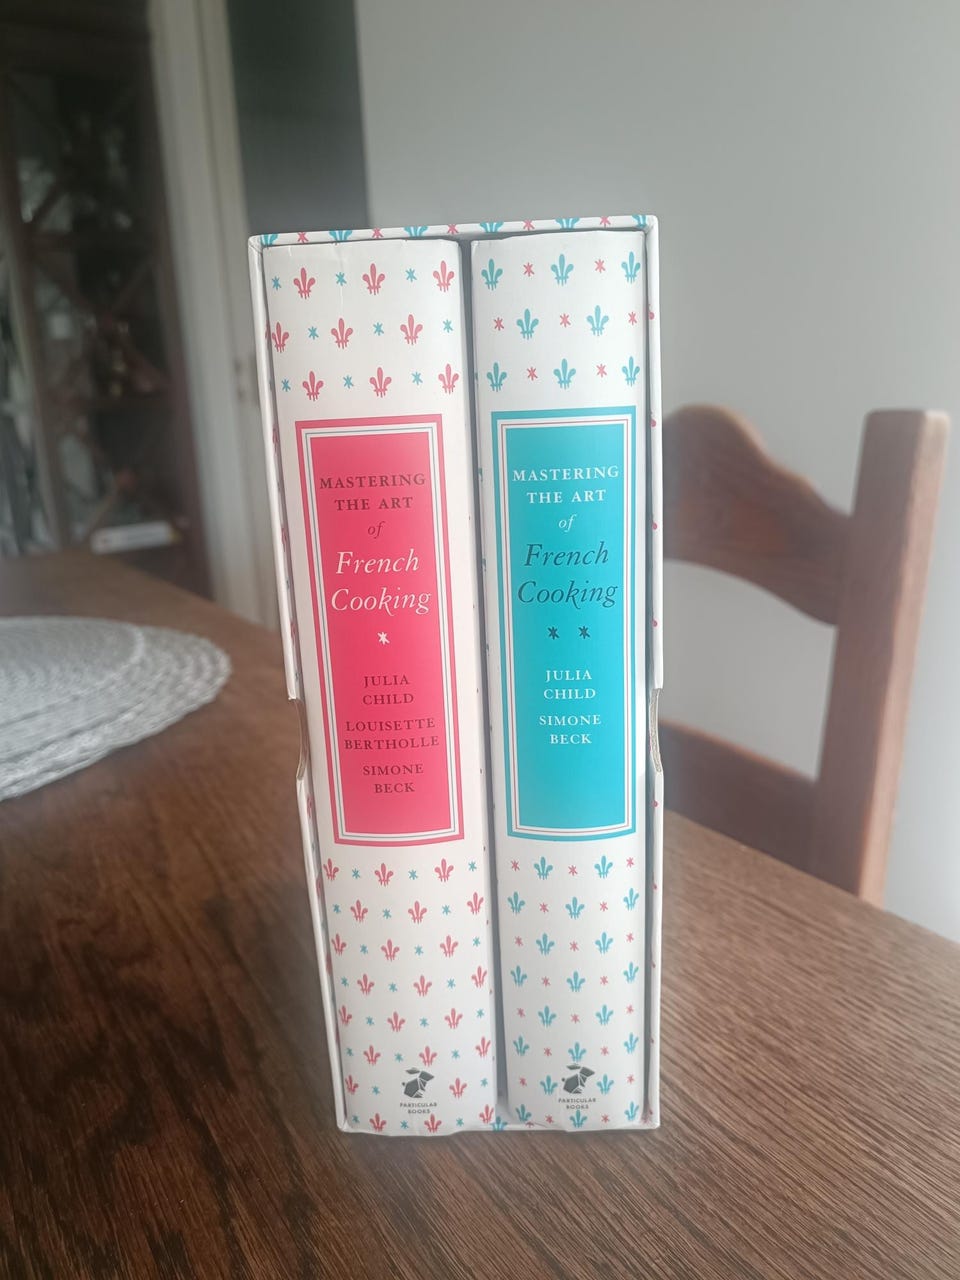 MASTERING
THE ART
of
French
Cooking
JULIA
CHILD
LOUISETTE
BERTHOLLE
SIMONE
BECK
PARTICULAR
BOOKS
MASTERING
THE ART
of
French
Cooking
JULIA
CHILD
SIMONE
BECK
PARTICULAR
BOOKS